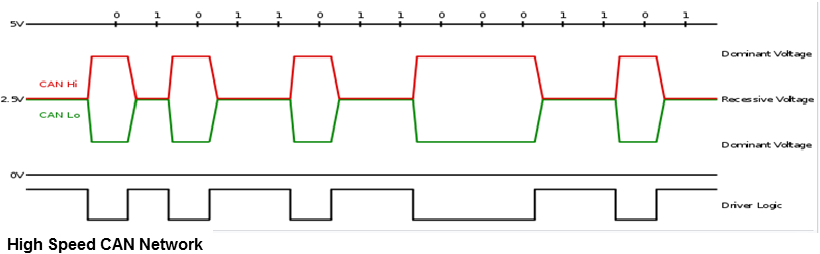 0 1 0 1 1 0 1 1 0 0 0 1 1 0 1
5V
Dominant Voltage
CAN Hi
2.5V
Recessive Voltage
CAN Lo
Dominant Voltage
0V
Driver Logic
High Speed CAN Network